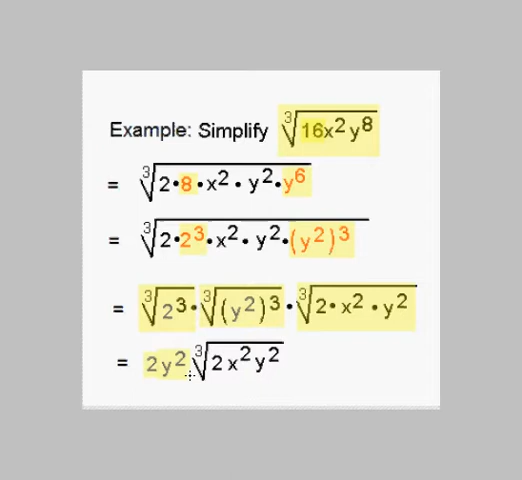 Example: Simplify ∛(16x²y⁸)
= ∛(2•8•x²•y²•y⁶)
= ∛(2•2³•x²•y²•(y²)³)
= ∛(2³)•∛((y²)³)•∛(2•x²•y²)
= 2y²∛(2x²y²)